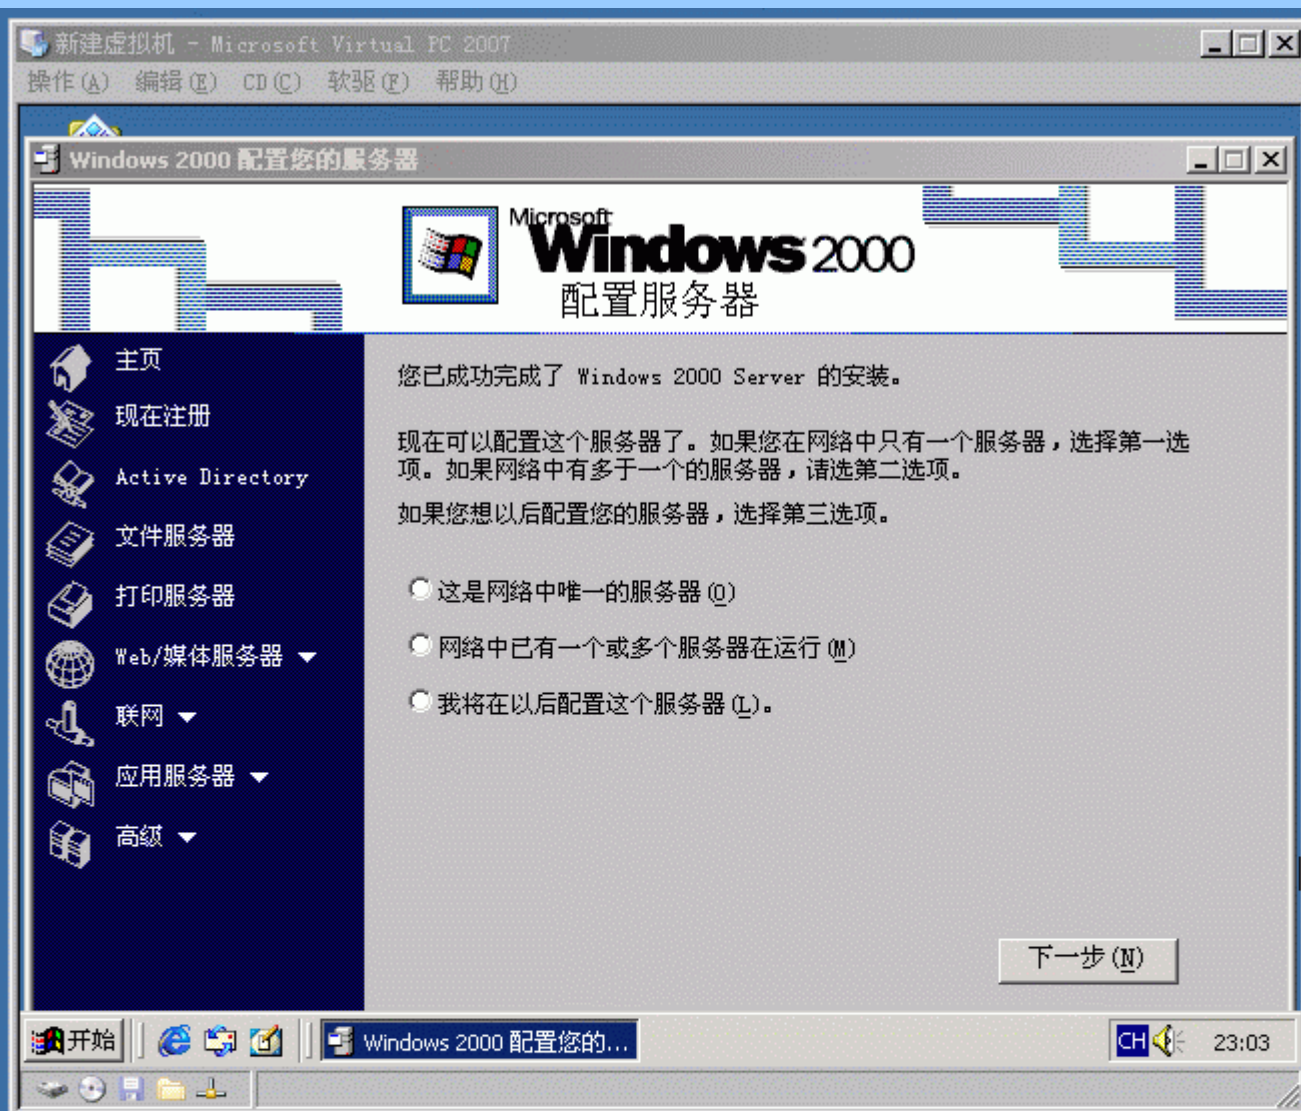 新建虚拟机 - Microsoft Virtual PC 2007
操作(A) 编辑(E) CD(C) 软驱(F) 帮助(H)
Windows 2000 配置您的服务器
Microsoft
Windows 2000
配置服务器
主页
现在注册
Active Directory
文件服务器
打印服务器
Web/媒体服务器
联网
应用服务器
高级
您已成功完成了 Windows 2000 Server 的安装。
现在可以配置这个服务器了。如果您在网络中只有一个服务器，选择第一选
项。如果网络中有多于一个的服务器，请选第二选项。
如果您想以后配置您的服务器，选择第三选项。
这是网络中唯一的服务器(O)
网络中已有一个或多个服务器在运行(M)
我将在以后配置这个服务器(L)。
下一步(N)
开始 Windows 2000 配置您的... CH 23:03